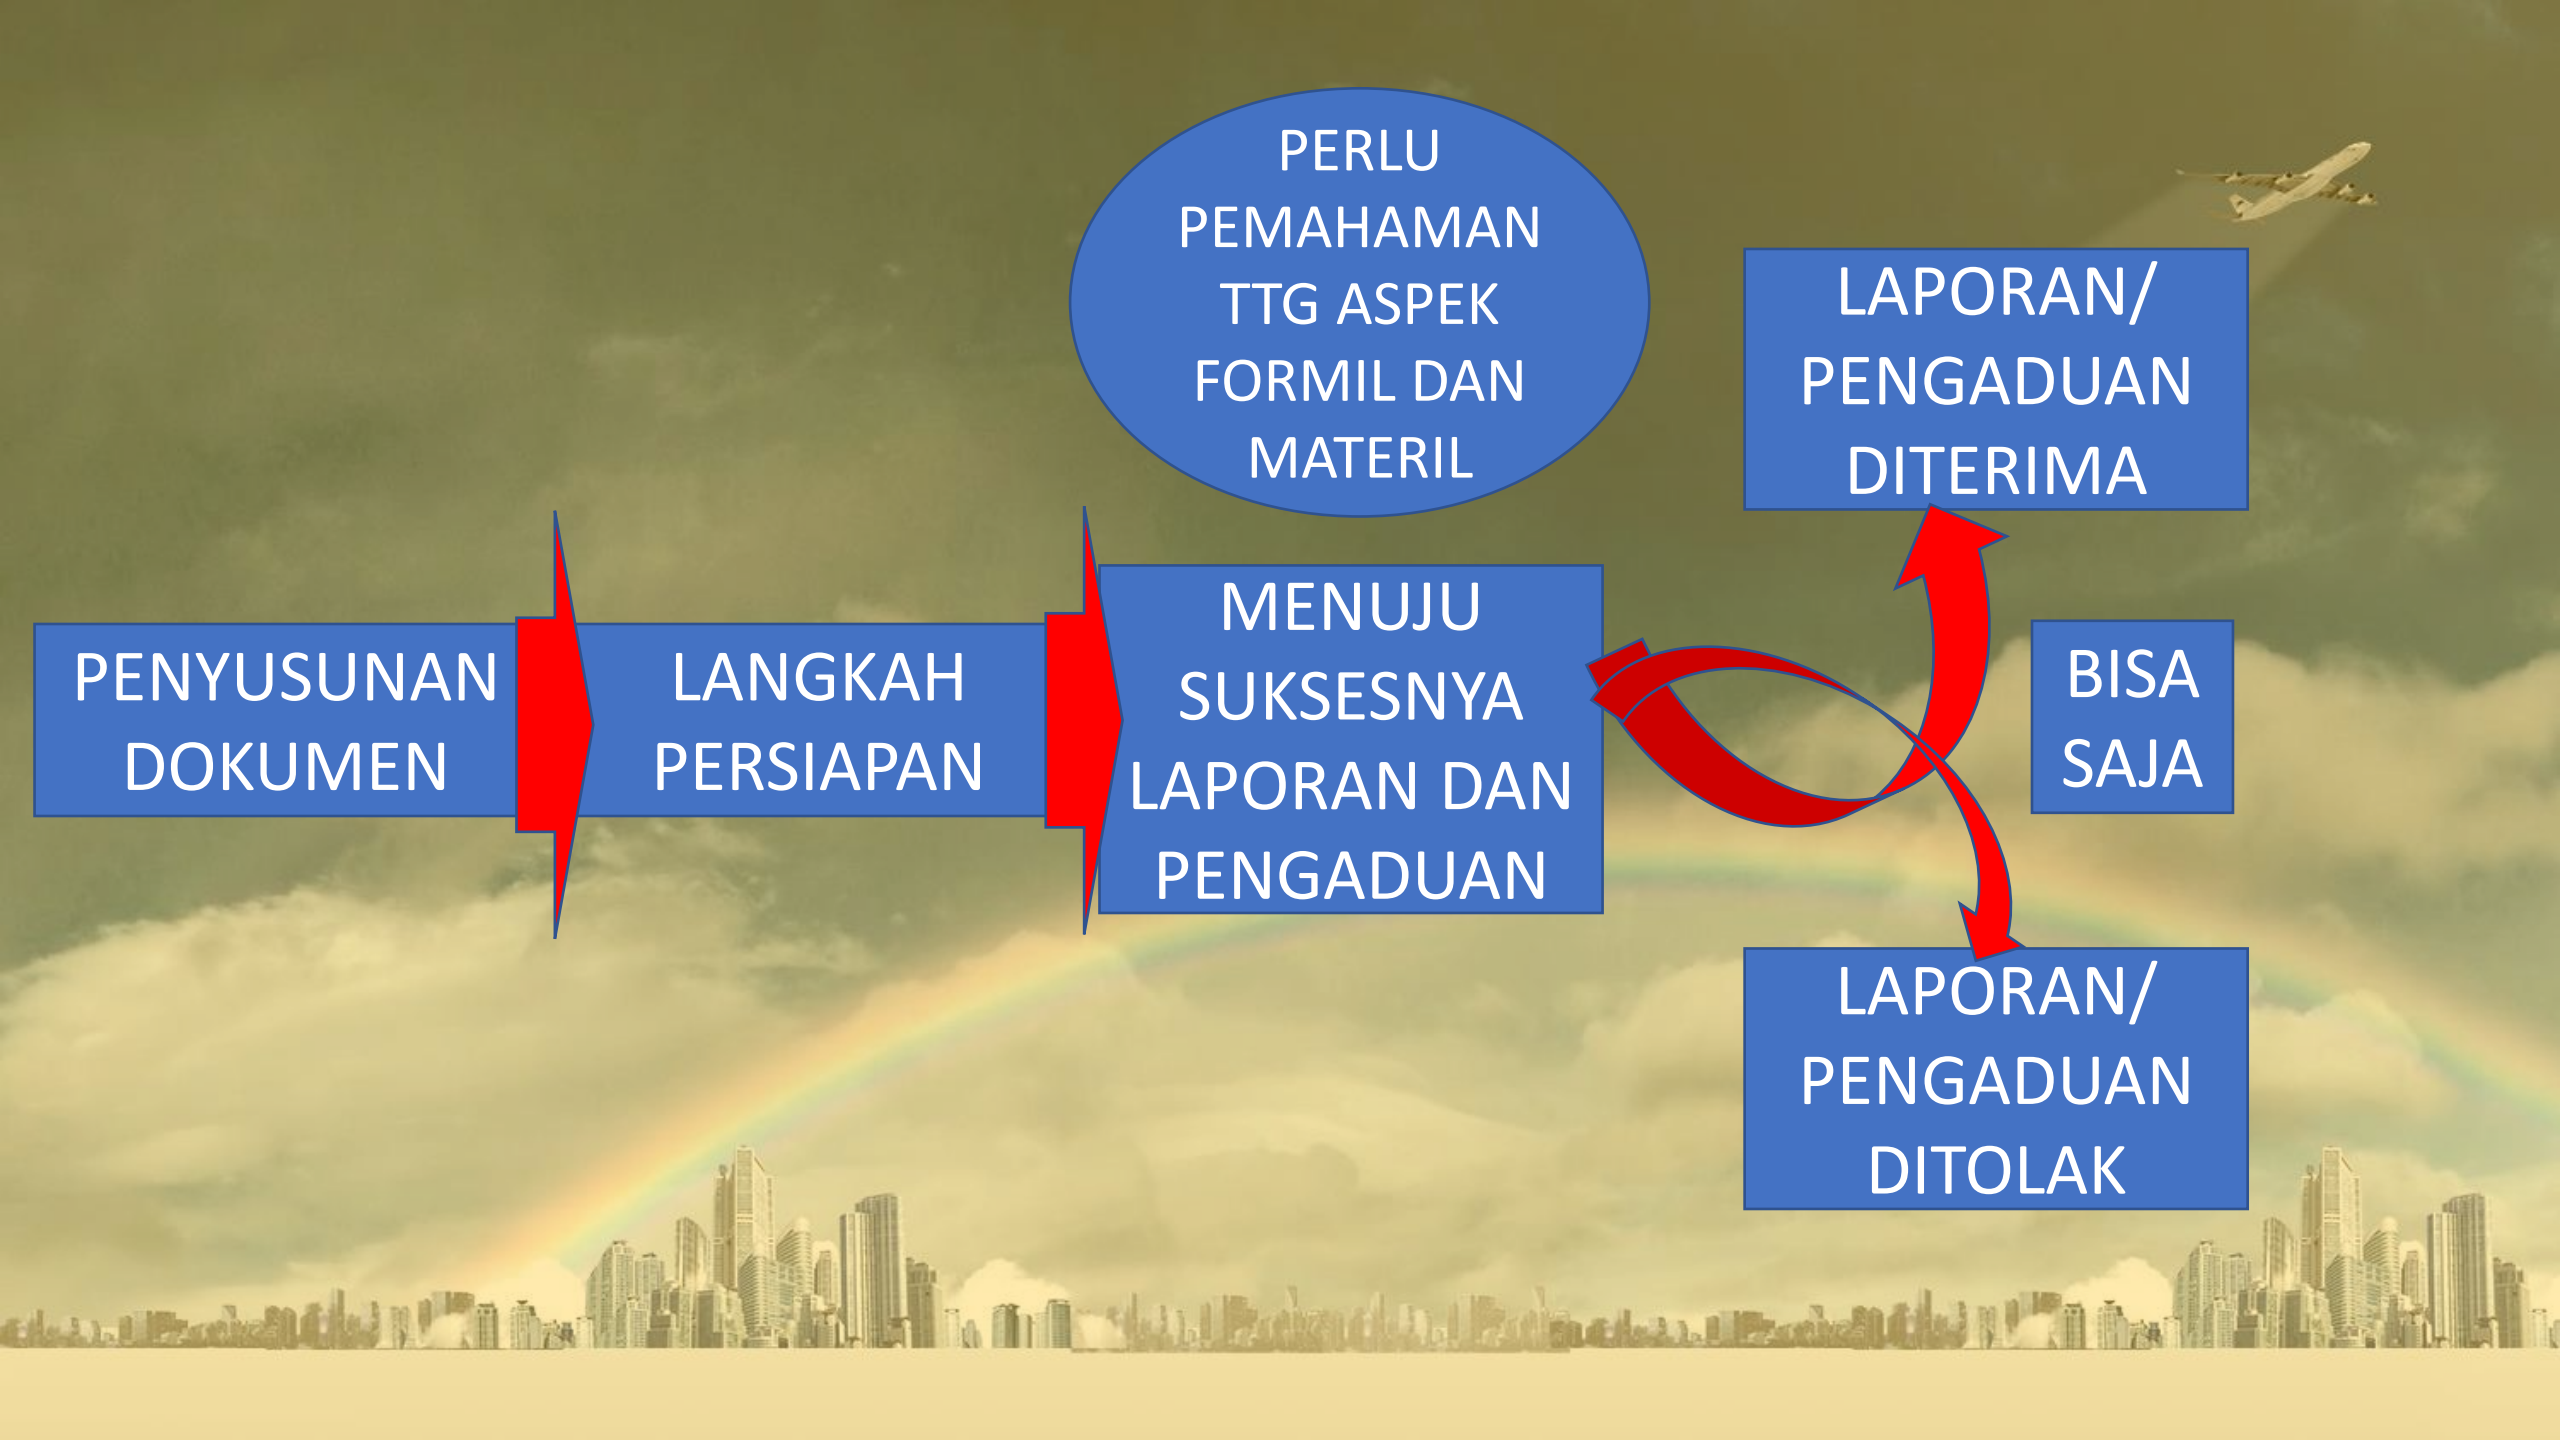 PERLU
PEMAHAMAN
TTG ASPEK
FORMIL DAN
MATERIL
PENYUSUNAN
DOKUMEN
LANGKAH
PERSIAPAN
MENUJU
SUKSESNYA
LAPORAN DAN
PENGADUAN
LAPORAN/
PENGADUAN
DITERIMA
BISA
SAJA
LAPORAN/
PENGADUAN
DITOLAK